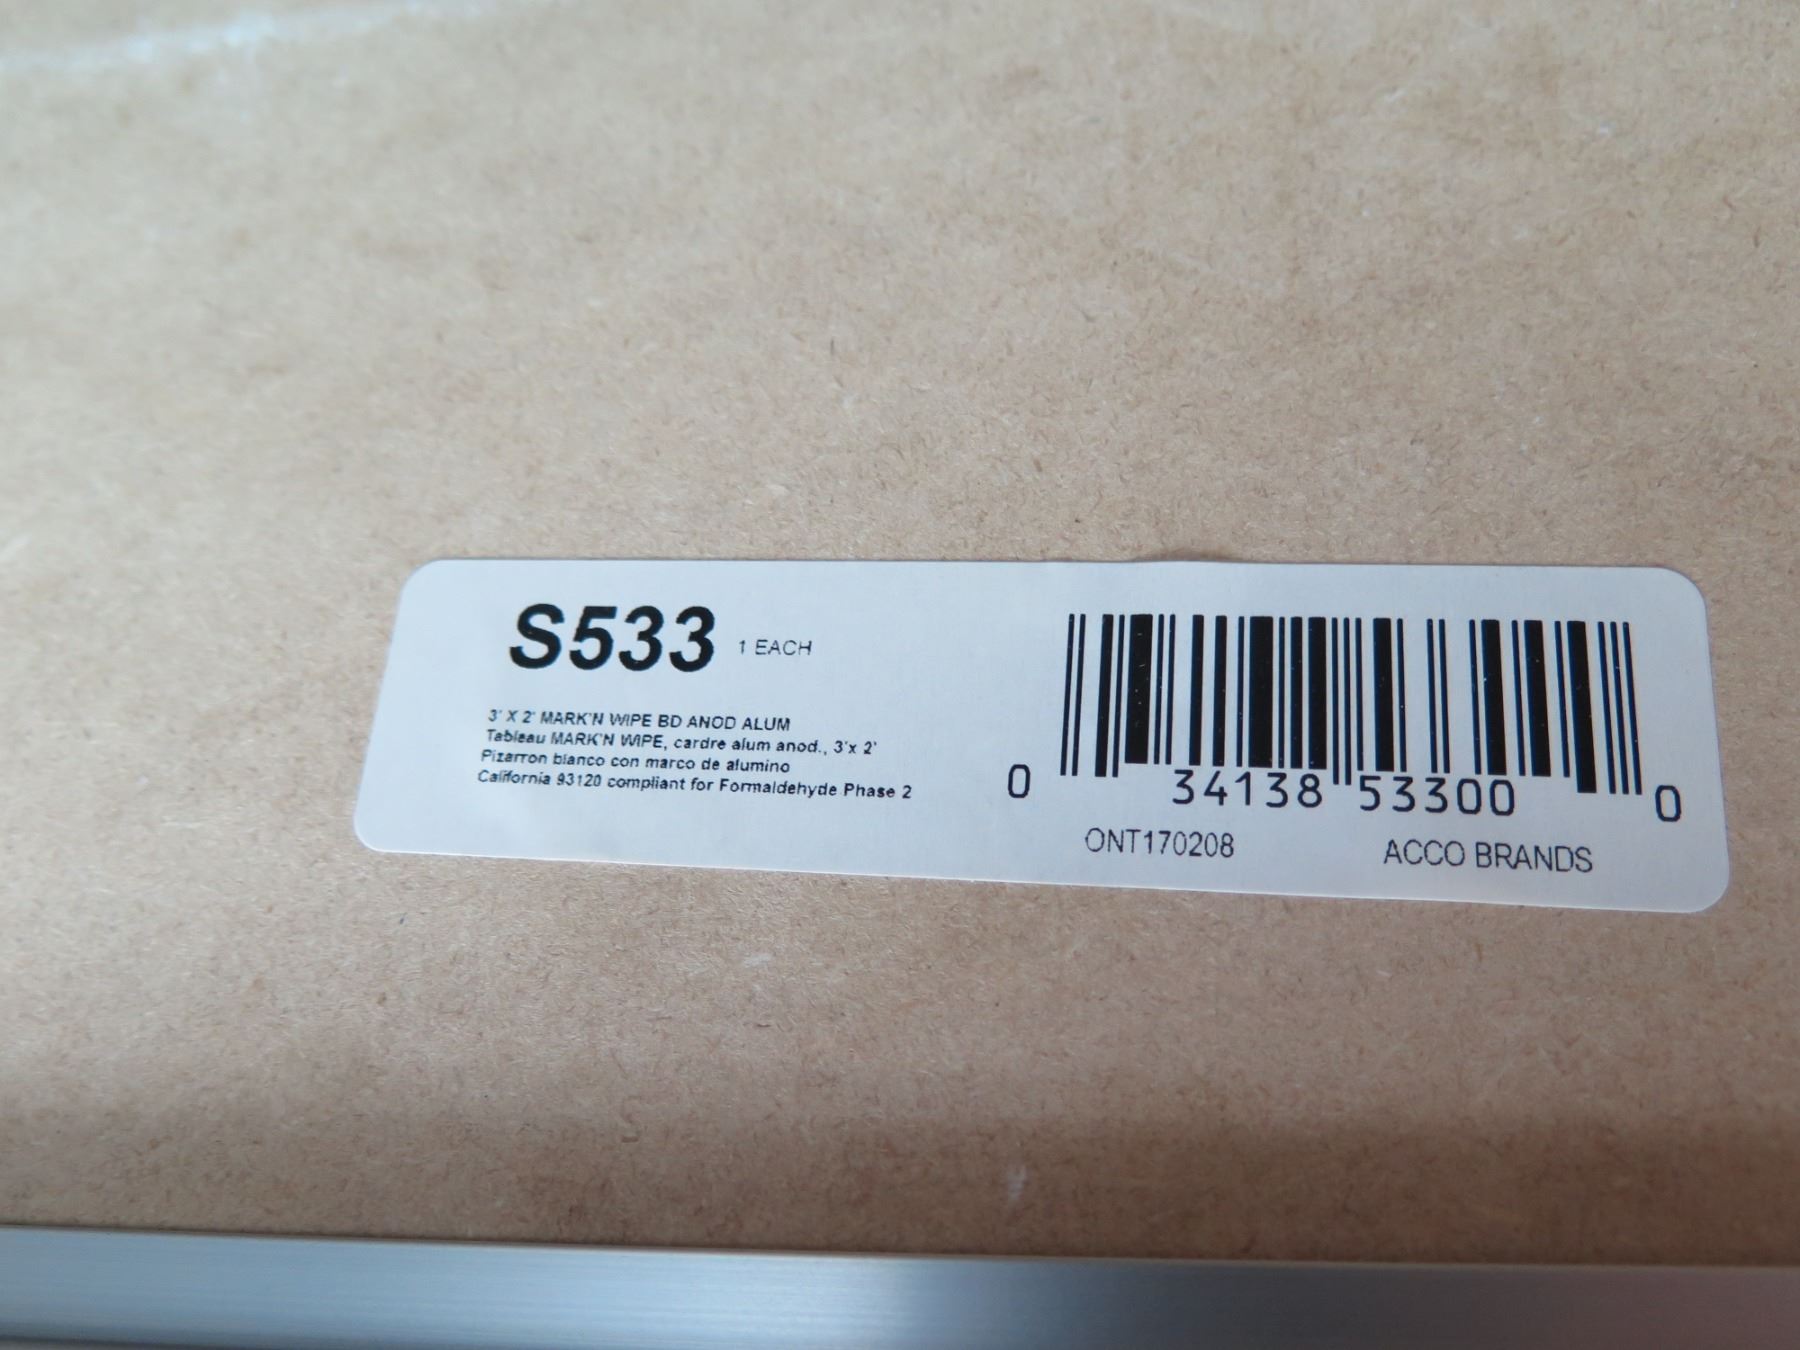 S533 1 EACH
3' X 2' MARK'N WIPE BD ANOD ALUM
Tableau MARK'N WIPE, cardre alum anod., 3'x 2'
Pizarron blanco con marco de alumino
California 93120 compliant for Formaldehyde Phase 2
0 34138 53300 0
ONT170208 ACCO BRANDS